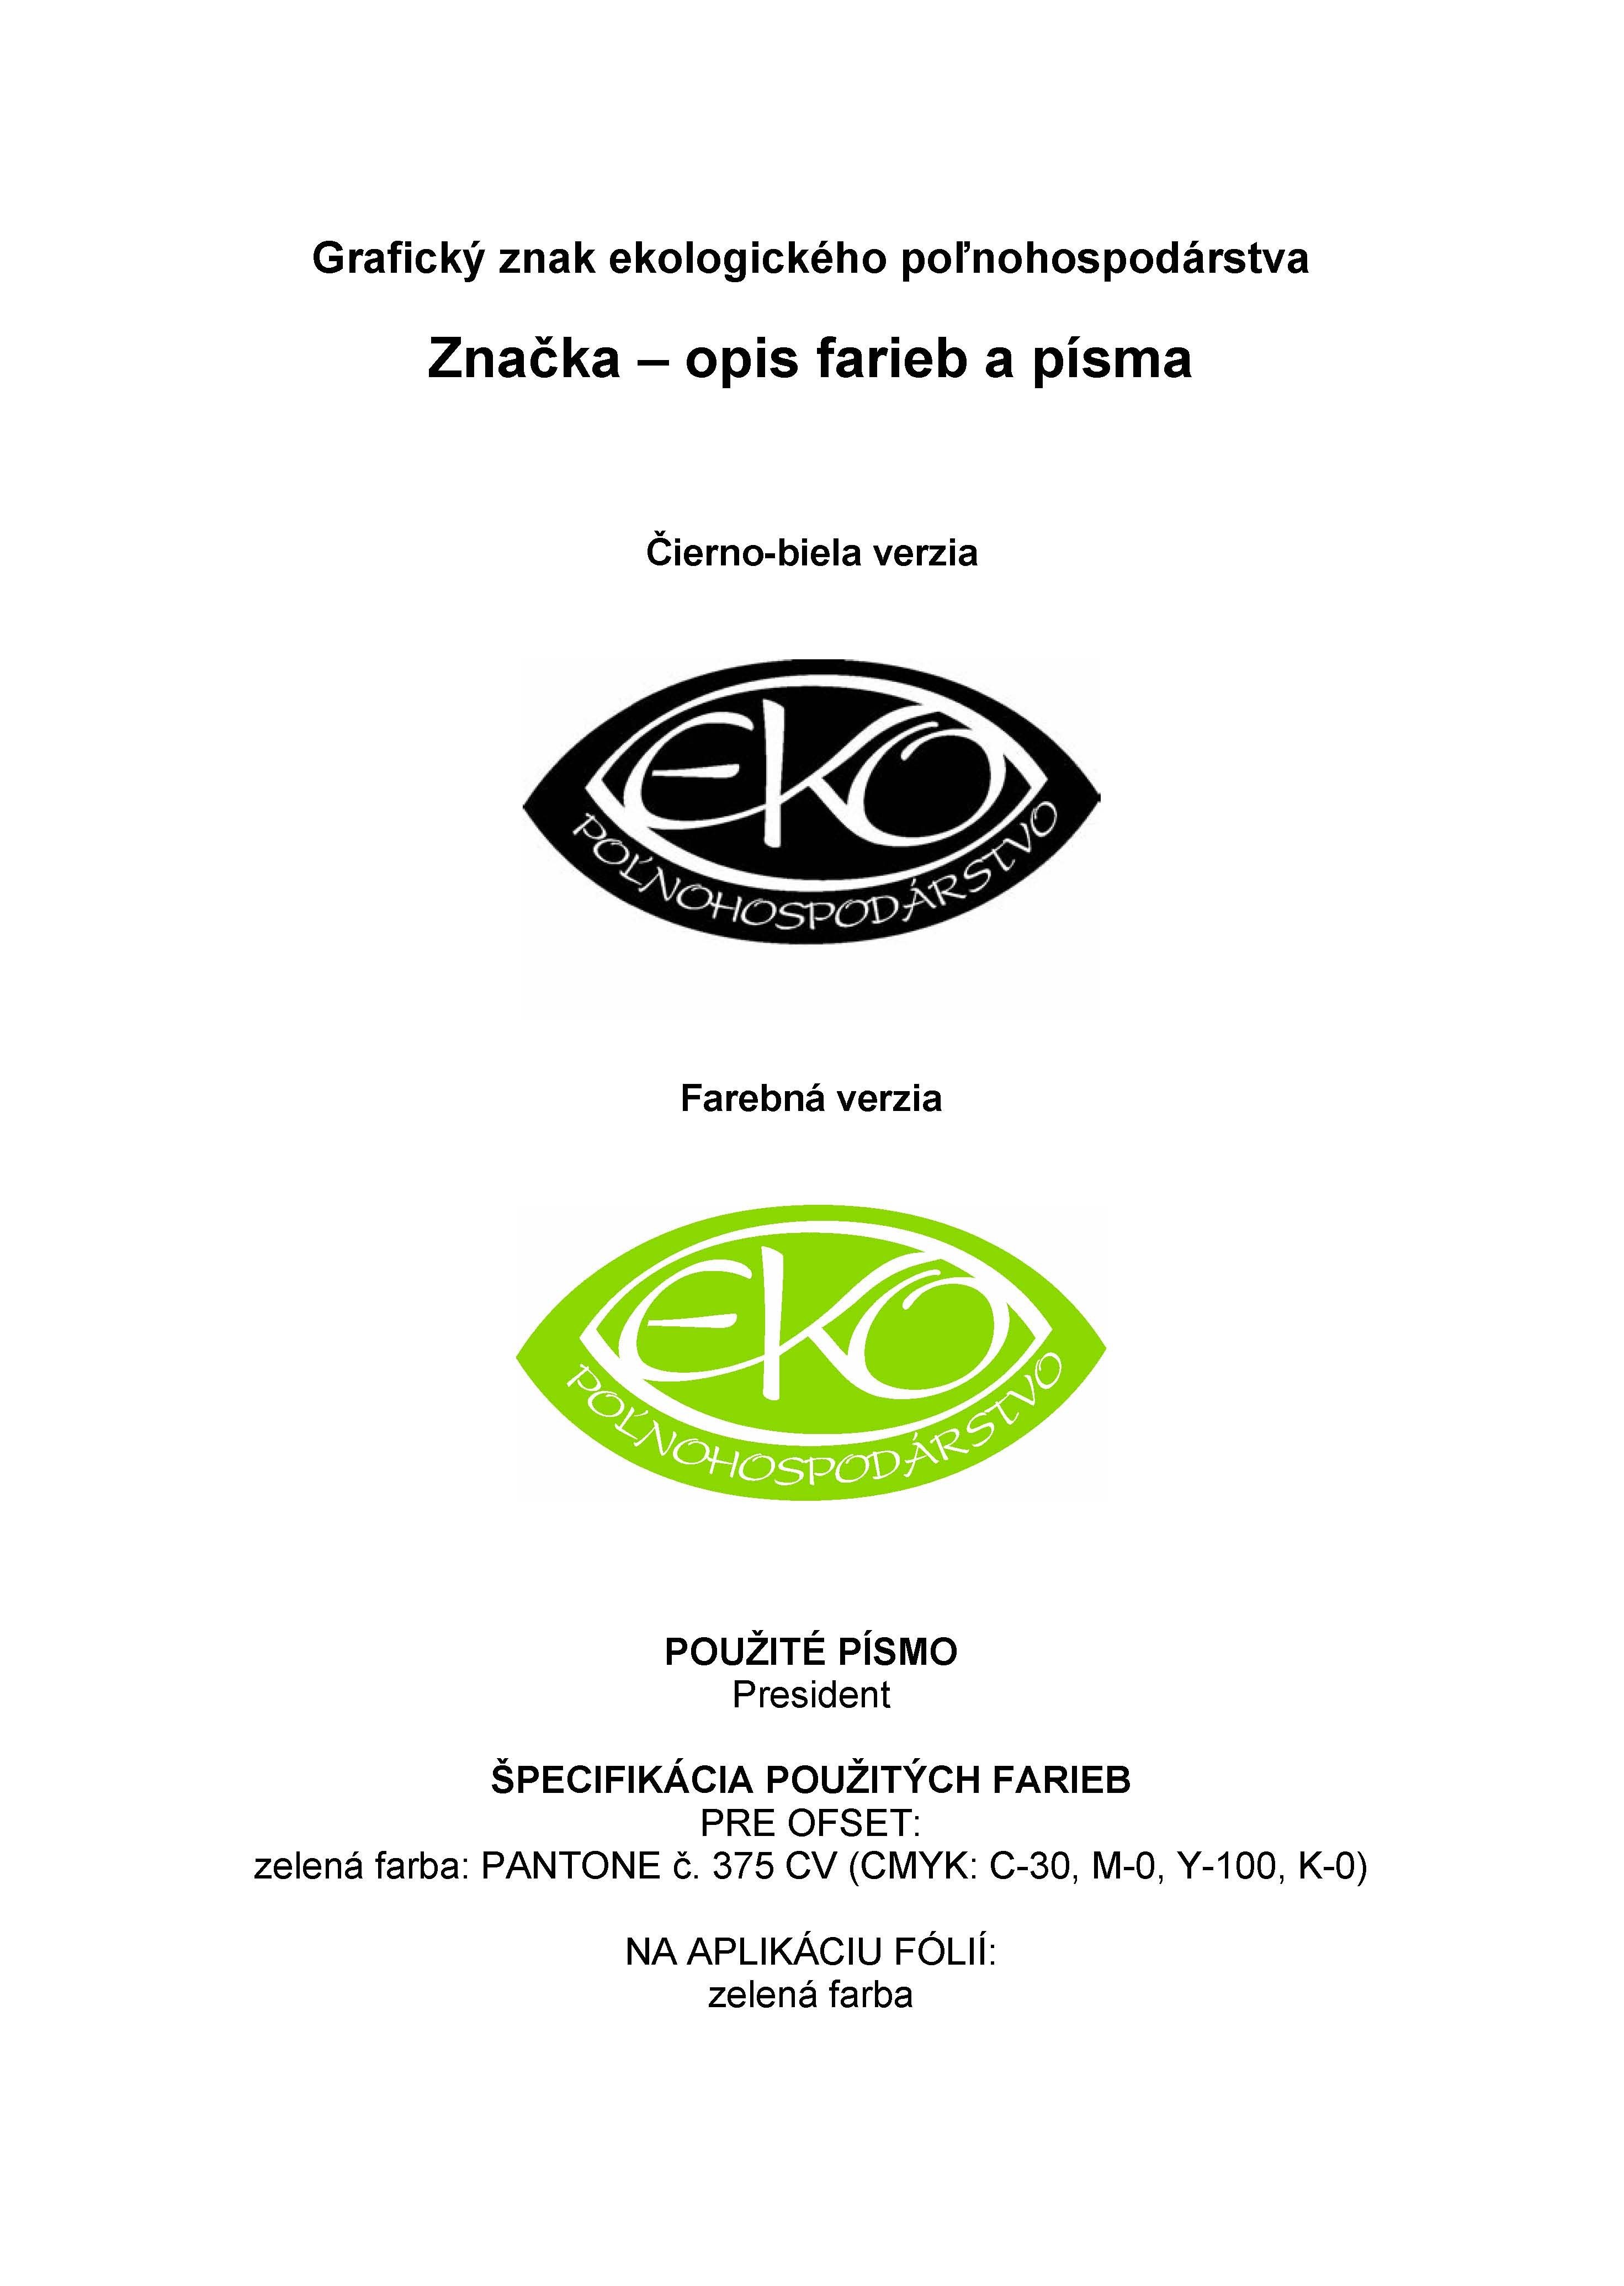 Grafický znak ekologického poľnohospodárstva
Značka – opis farieb a písma
Čierno-biela verzia
EKO
POĽNOHOSPODÁRSTVO
Farebná verzia
EKO
POĽNOHOSPODÁRSTVO
POUŽITÉ PÍSMO
President
ŠPECIFIKÁCIA POUŽITÝCH FARIEB
PRE OFSET:
zelená farba: PANTONE č. 375 CV (CMYK: C-30, M-0, Y-100, K-0)
NA APLIKÁCIU FÓLIÍ:
zelená farba